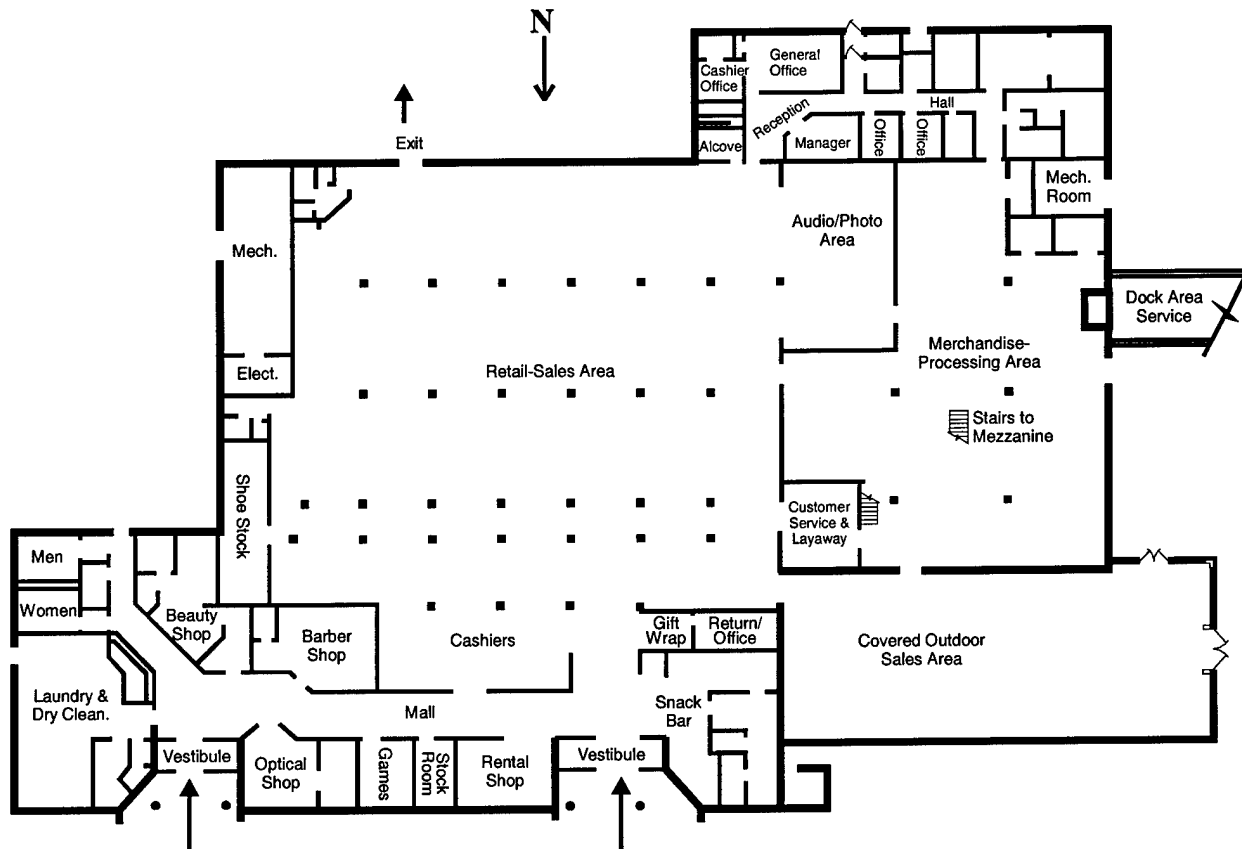 N
General
Office
Cashier
Office
Hall
Reception
Exit
Alcove
Manager
Office
Office
Mech.
Room
Audio/Photo
Area
Mech.
Dock Area
Service
Merchandise-
Processing Area
Elect.
Retail-Sales Area
Stairs to
Mezzanine
Shoe Stock
Customer
Service &
Layaway
Men
Women
Beauty
Shop
Barber
Shop
Cashiers
Gift
Wrap
Return/
Office
Covered Outdoor
Sales Area
Laundry &
Dry Clean.
Mall
Snack
Bar
Vestibule
Optical
Shop
Games
Stock
Room
Rental
Shop
Vestibule